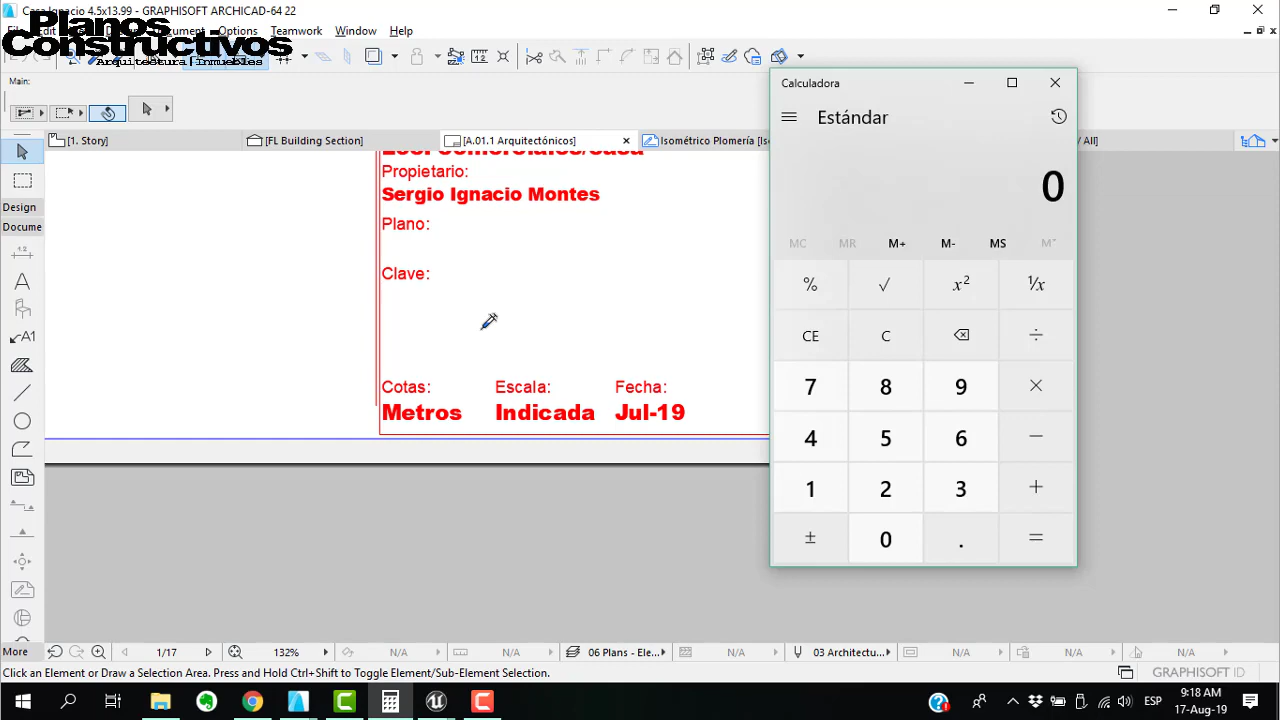 Casa Ignacio 4.5x13.99 - GRAPHISOFT ARCHICAD-64 22
Planos
Constructivos
Arquitectura|Inmuebles
Options Teamwork Window Help
Main:
[1. Story]
[FL Building Section]
[A.01.1 Arquitectónicos]
Isométrico Plomería
/ All]
Propietario:
Sergio Ignacio Montes
Plano:
Clave:
Cotas: Escala: Fecha:
Metros Indicada Jul-19
Design
Docume
1.2
A
A1
Calculadora
Estándar
0
MC MR M+ M- MS M˅
% √ x² ¹/x
CE C ÷
7 8 9 ×
4 5 6 −
1 2 3 +
± 0 . =
More 1/17 132% N/A N/A 06 Plans - Ele... N/A 03 Architectu... N/A N/A N/A
Click an Element or Draw a Selection Area. Press and Hold Ctrl+Shift to Toggle Element/Sub-Element Selection.
GRAPHISOFT ID
ESP
9:18 AM
17-Aug-19